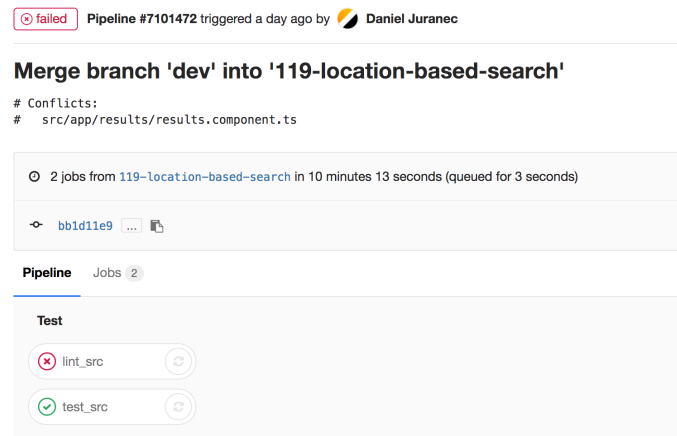 failed Pipeline #7101472 triggered a day ago by Daniel Juranec
Merge branch 'dev' into '119-location-based-search'
# Conflicts:
#   src/app/results/results.component.ts
2 jobs from 119-location-based-search in 10 minutes 13 seconds (queued for 3 seconds)
bb1d11e9 ...
Pipeline Jobs 2
Test
lint_src
test_src